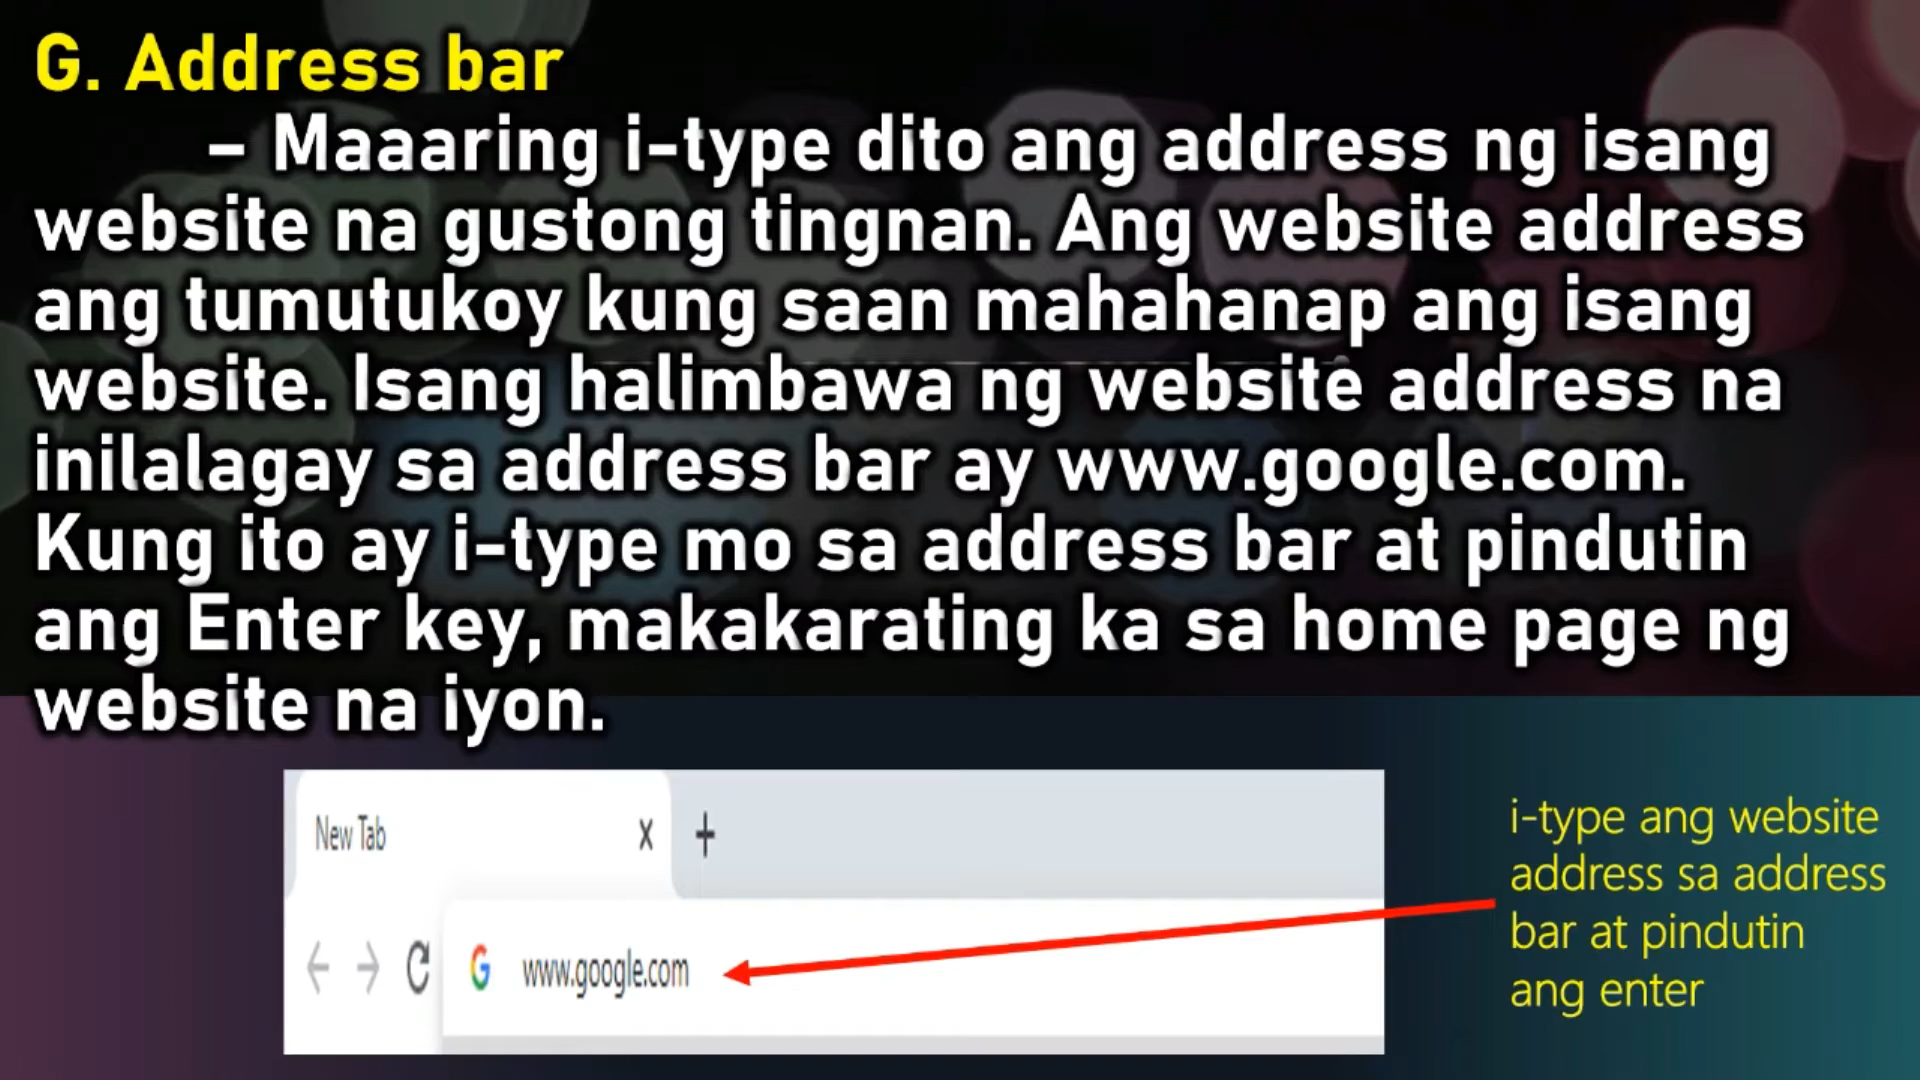 G. Address bar
– Maaaring i-type dito ang address ng isang
website na gustong tingnan. Ang website address
ang tumutukoy kung saan mahahanap ang isang
website. Isang halimbawa ng website address na
inilalagay sa address bar ay www.google.com.
Kung ito ay i-type mo sa address bar at pindutin
ang Enter key, makakarating ka sa home page ng
website na iyon.
New Tab
www.google.com
i-type ang website
address sa address
bar at pindutin
ang enter